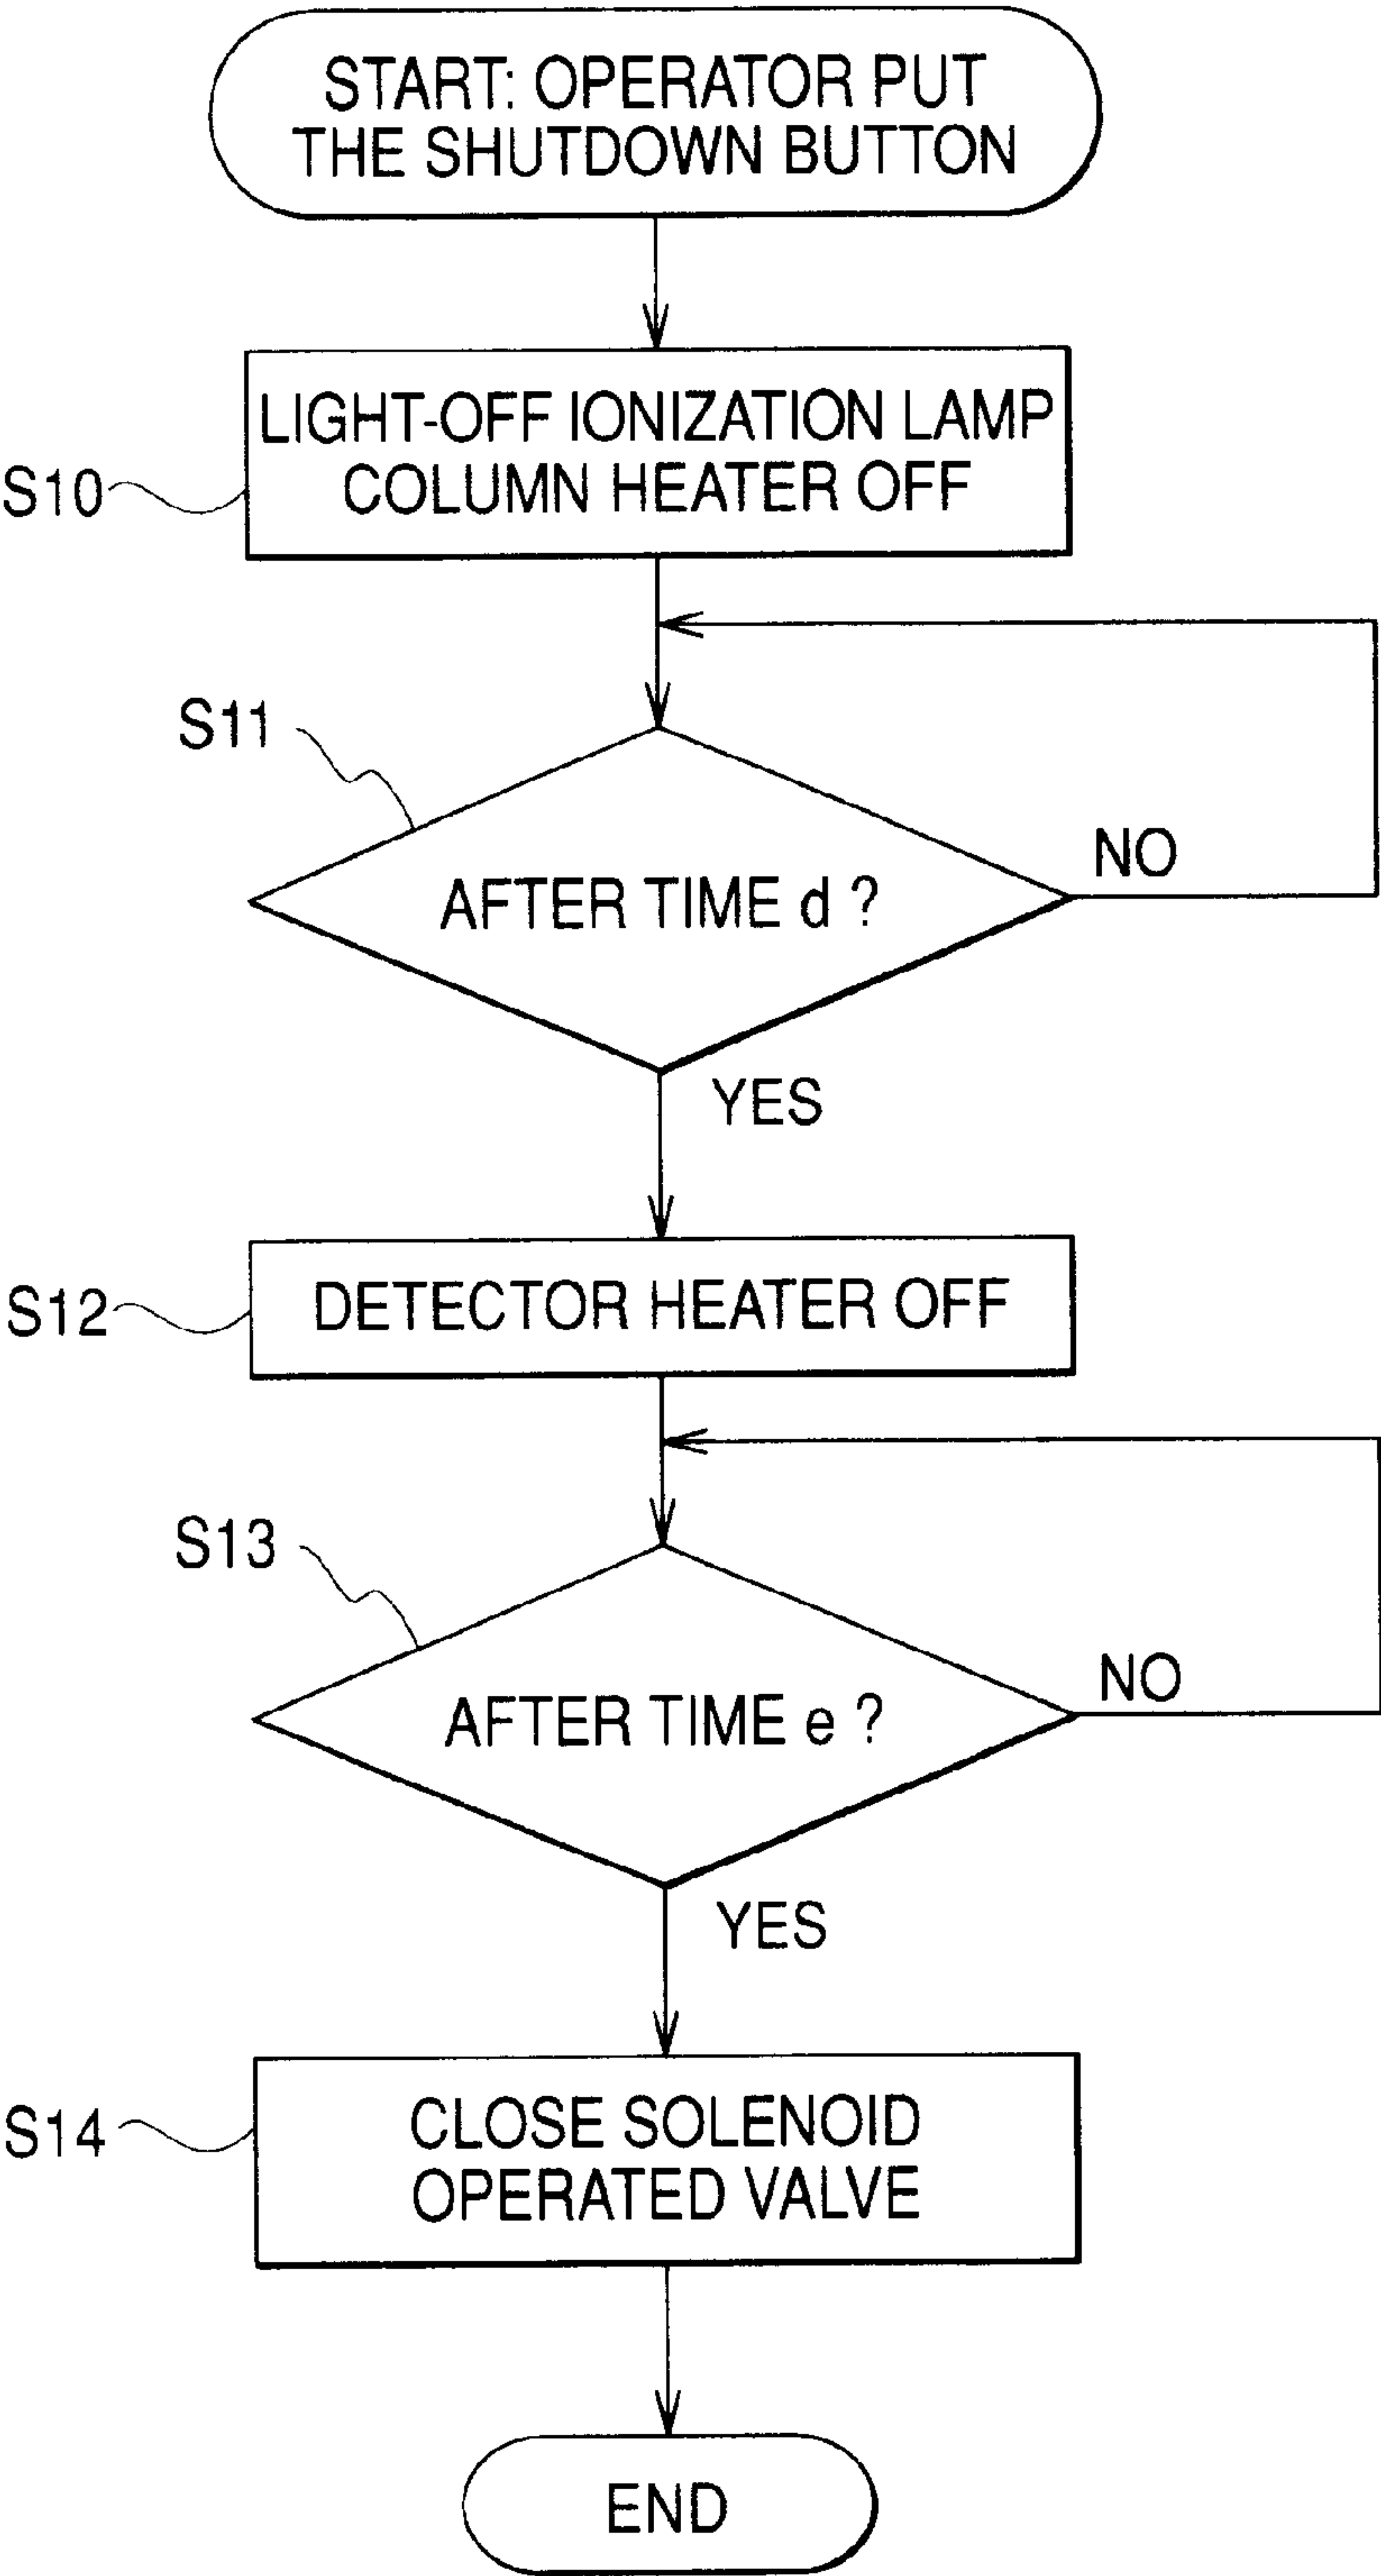 START: OPERATOR PUT
THE SHUTDOWN BUTTON
LIGHT-OFF IONIZATION LAMP
COLUMN HEATER OFF
S10
S11
AFTER TIME d ?
NO
YES
S12
DETECTOR HEATER OFF
S13
AFTER TIME e ?
NO
YES
S14
CLOSE SOLENOID
OPERATED VALVE
END